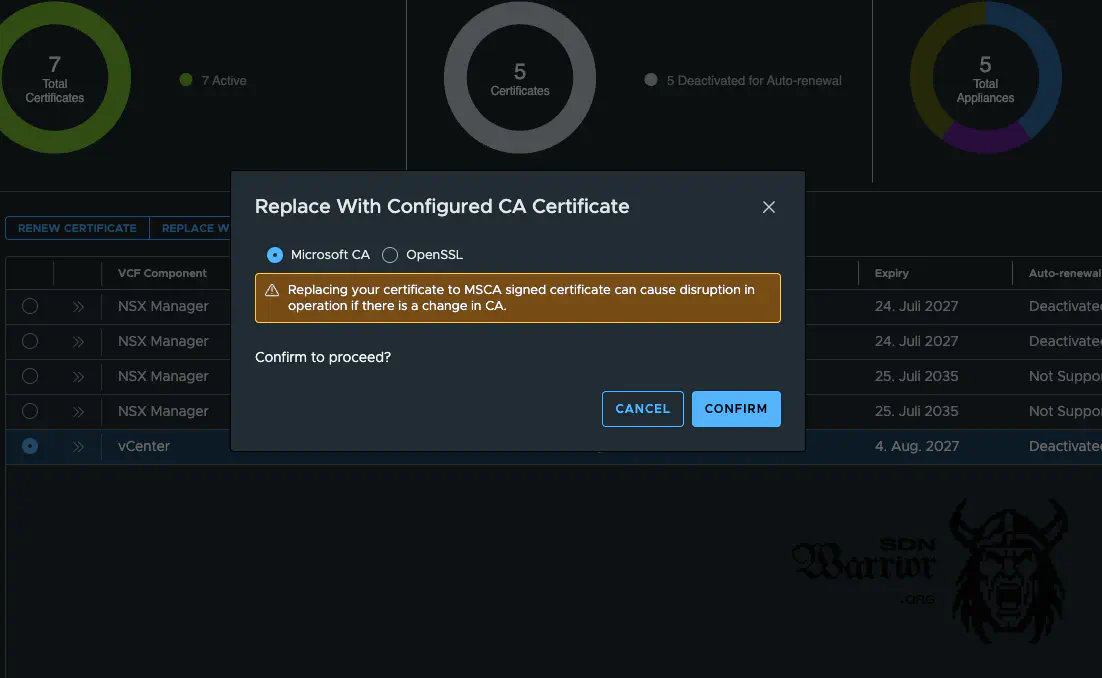 7
Total
Certificates
7 Active
5
Certificates
5 Deactivated for Auto-renewal
5
Total
Appliances
Replace With Configured CA Certificate
Microsoft CA
OpenSSL
Replacing your certificate to MSCA signed certificate can cause disruption in
operation if there is a change in CA.
Confirm to proceed?
CANCEL
CONFIRM
RENEW CERTIFICATE
REPLACE W
VCF Component
Expiry
Auto-renewal
NSX Manager
24. Juli 2027
Deactivate
NSX Manager
24. Juli 2027
Deactivate
NSX Manager
25. Juli 2035
Not Suppo
NSX Manager
25. Juli 2035
Not Suppo
vCenter
4. Aug. 2027
Deactivate
SDN
Warrior
.ORG